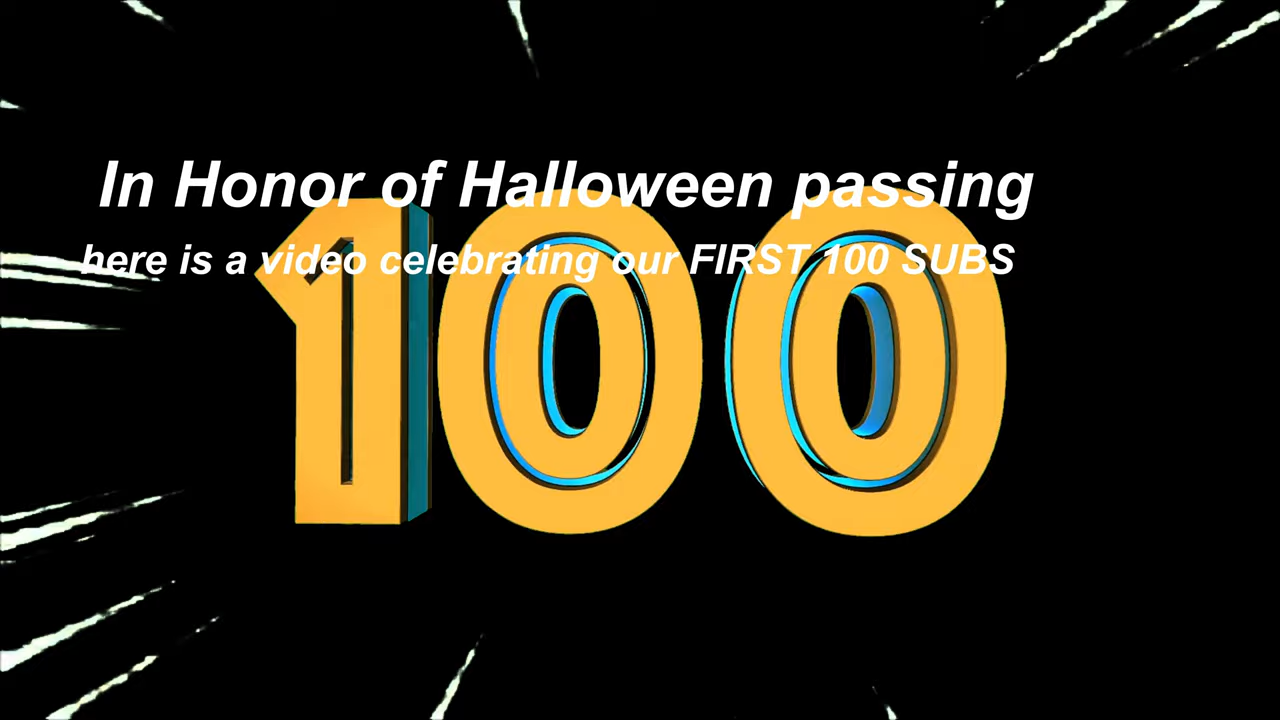 In Honor of Halloween passing
here is a video celebrating our FIRST 100 SUBS
100